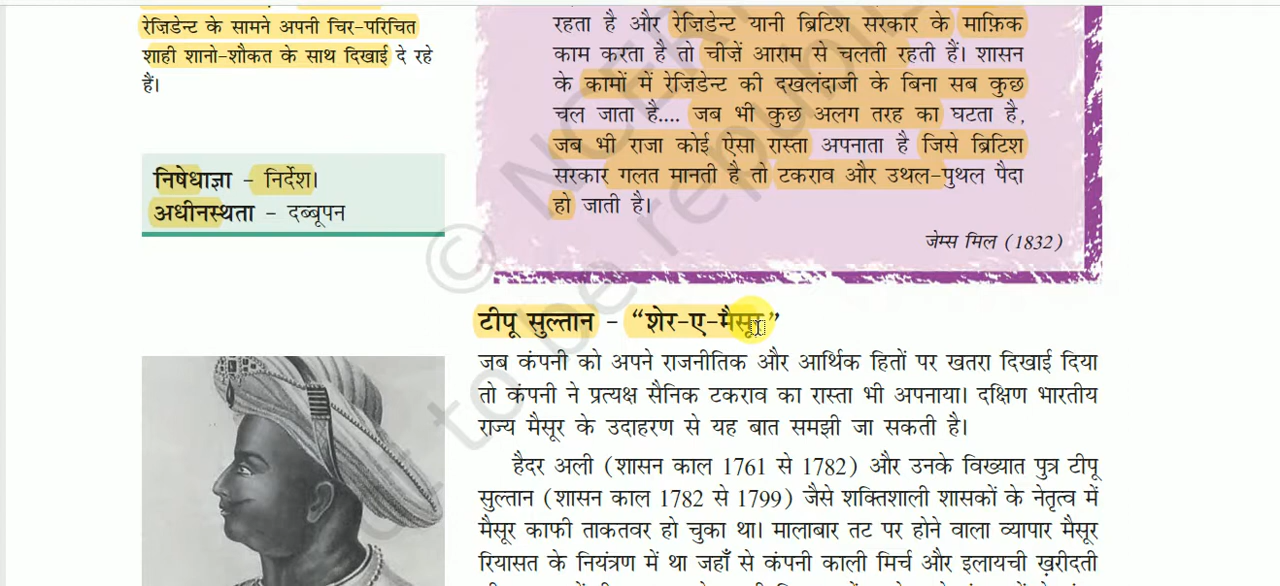 रेज़िडेन्ट के सामने अपनी चिर-परिचित
शाही शानो-शौकत के साथ दिखाई दे रहे
हैं।
निषेधाज्ञा – निर्देश।
अधीनस्थता – दब्बूपन
रहता है और रेज़िडेन्ट यानी ब्रिटिश सरकार के माफ़िक
काम करता है तो चीज़ें आराम से चलती रहती हैं। शासन
के कामों में रेज़िडेन्ट की दखलंदाजी के बिना सब कुछ
चल जाता है.... जब भी कुछ अलग तरह का घटता है,
जब भी राजा कोई ऐसा रास्ता अपनाता है जिसे ब्रिटिश
सरकार गलत मानती है तो टकराव और उथल-पुथल पैदा
हो जाती है।
जेम्स मिल (1832)
टीपू सुल्तान – “शेर-ए-मैसूर”
जब कंपनी को अपने राजनीतिक और आर्थिक हितों पर खतरा दिखाई दिया
तो कंपनी ने प्रत्यक्ष सैनिक टकराव का रास्ता भी अपनाया। दक्षिण भारतीय
राज्य मैसूर के उदाहरण से यह बात समझी जा सकती है।
हैदर अली (शासन काल 1761 से 1782) और उनके विख्यात पुत्र टीपू
सुल्तान (शासन काल 1782 से 1799) जैसे शक्तिशाली शासकों के नेतृत्व में
मैसूर काफी ताकतवर हो चुका था। मालाबार तट पर होने वाला व्यापार मैसूर
रियासत के नियंत्रण में था जहाँ से कंपनी काली मिर्च और इलायची ख़रीदती